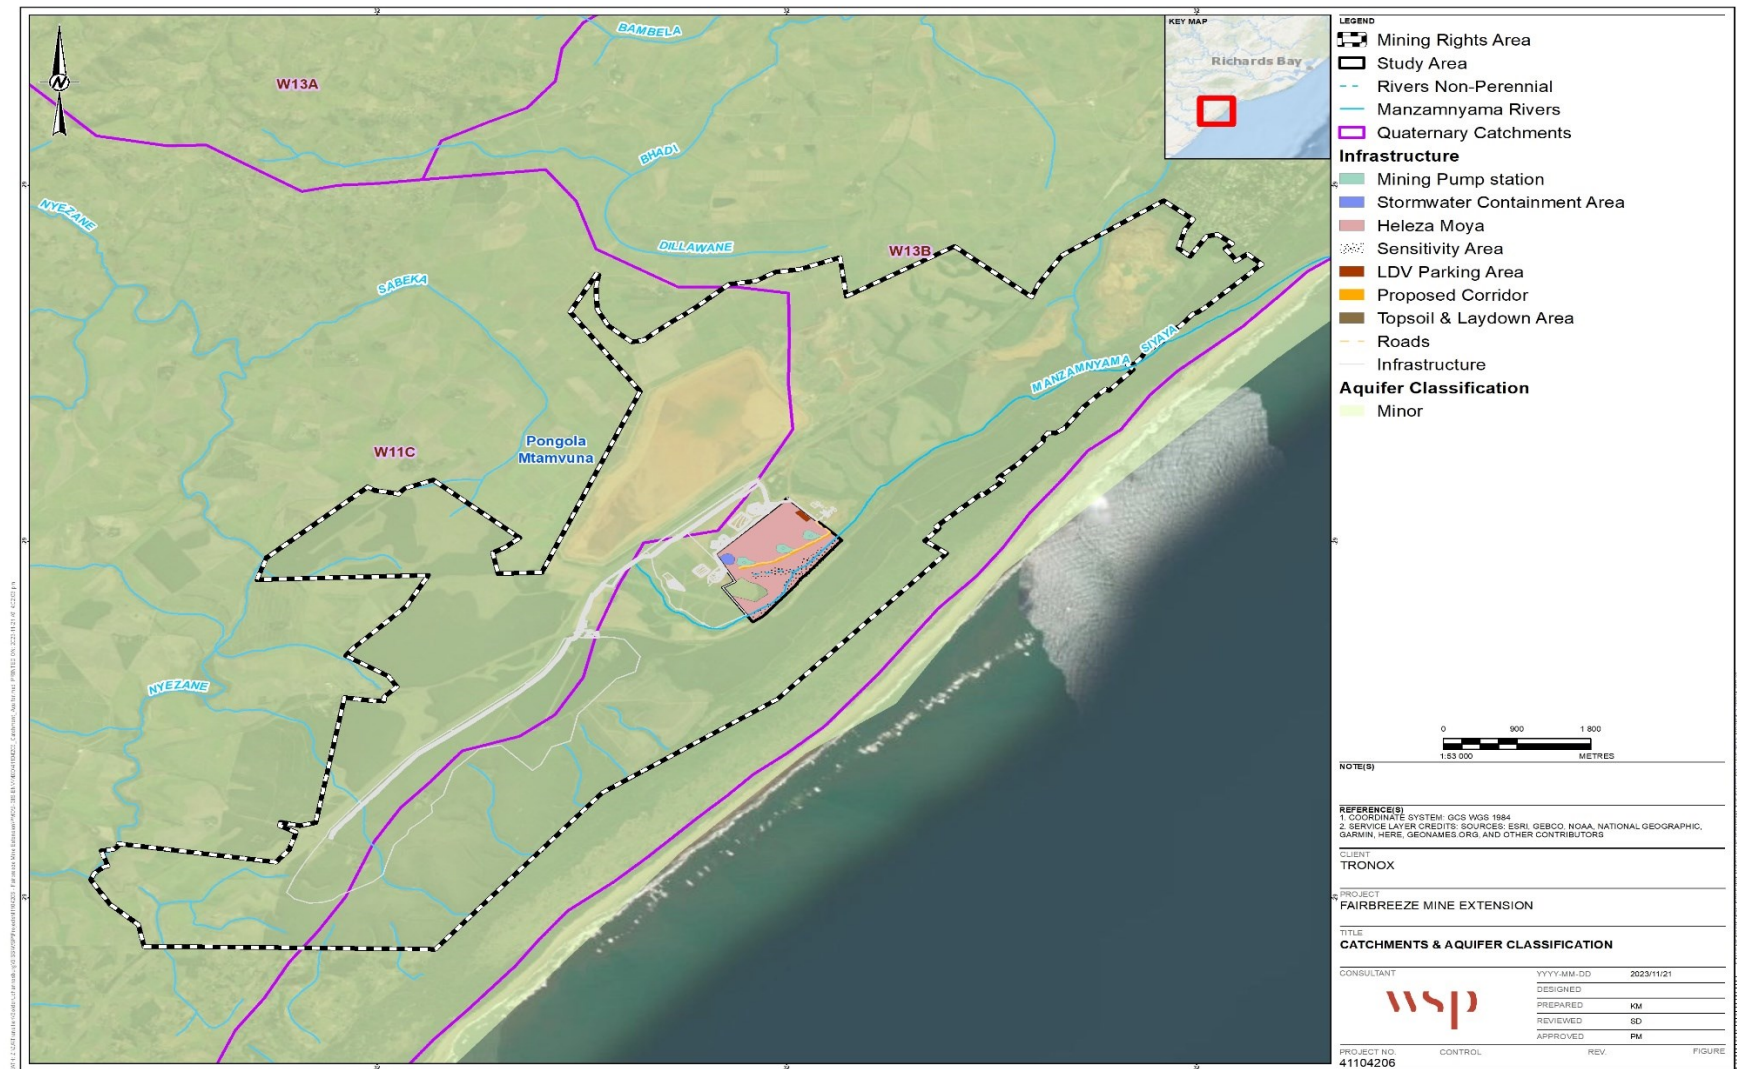 BAMBELA
W13A
N
BHADI
NYEZANE
DILLAWANE
W13B
SABEKA
SIYAYA
MANZAMNYAMA
Pongola
Mtamvuna
W11C
NYEZANE
KEY MAP
Richards Bay
LEGEND
Mining Rights Area
Study Area
Rivers Non-Perennial
Manzamnyama Rivers
Quaternary Catchments
Infrastructure
Mining Pump station
Stormwater Containment Area
Heleza Moya
Sensitivity Area
LDV Parking Area
Proposed Corridor
Topsoil & Laydown Area
Roads
Infrastructure
Aquifer Classification
Minor
0 900 1 800
1:53 000 METRES
NOTE(S)
REFERENCE(S)
1. COORDINATE SYSTEM: GCS WGS 1984
2. SERVICE LAYER CREDITS: SOURCES: ESRI, GEBCO, NOAA, NATIONAL GEOGRAPHIC,
GARMIN, HERE, GEONAMES.ORG, AND OTHER CONTRIBUTORS
CLIENT
TRONOX
PROJECT
FAIRBREEZE MINE EXTENSION
TITLE
CATCHMENTS & AQUIFER CLASSIFICATION
CONSULTANT
wsp
YYYY-MM-DD 2023/11/21
DESIGNED
PREPARED KM
REVIEWED SD
APPROVED PM
PROJECT NO. CONTROL REV. FIGURE
41104206